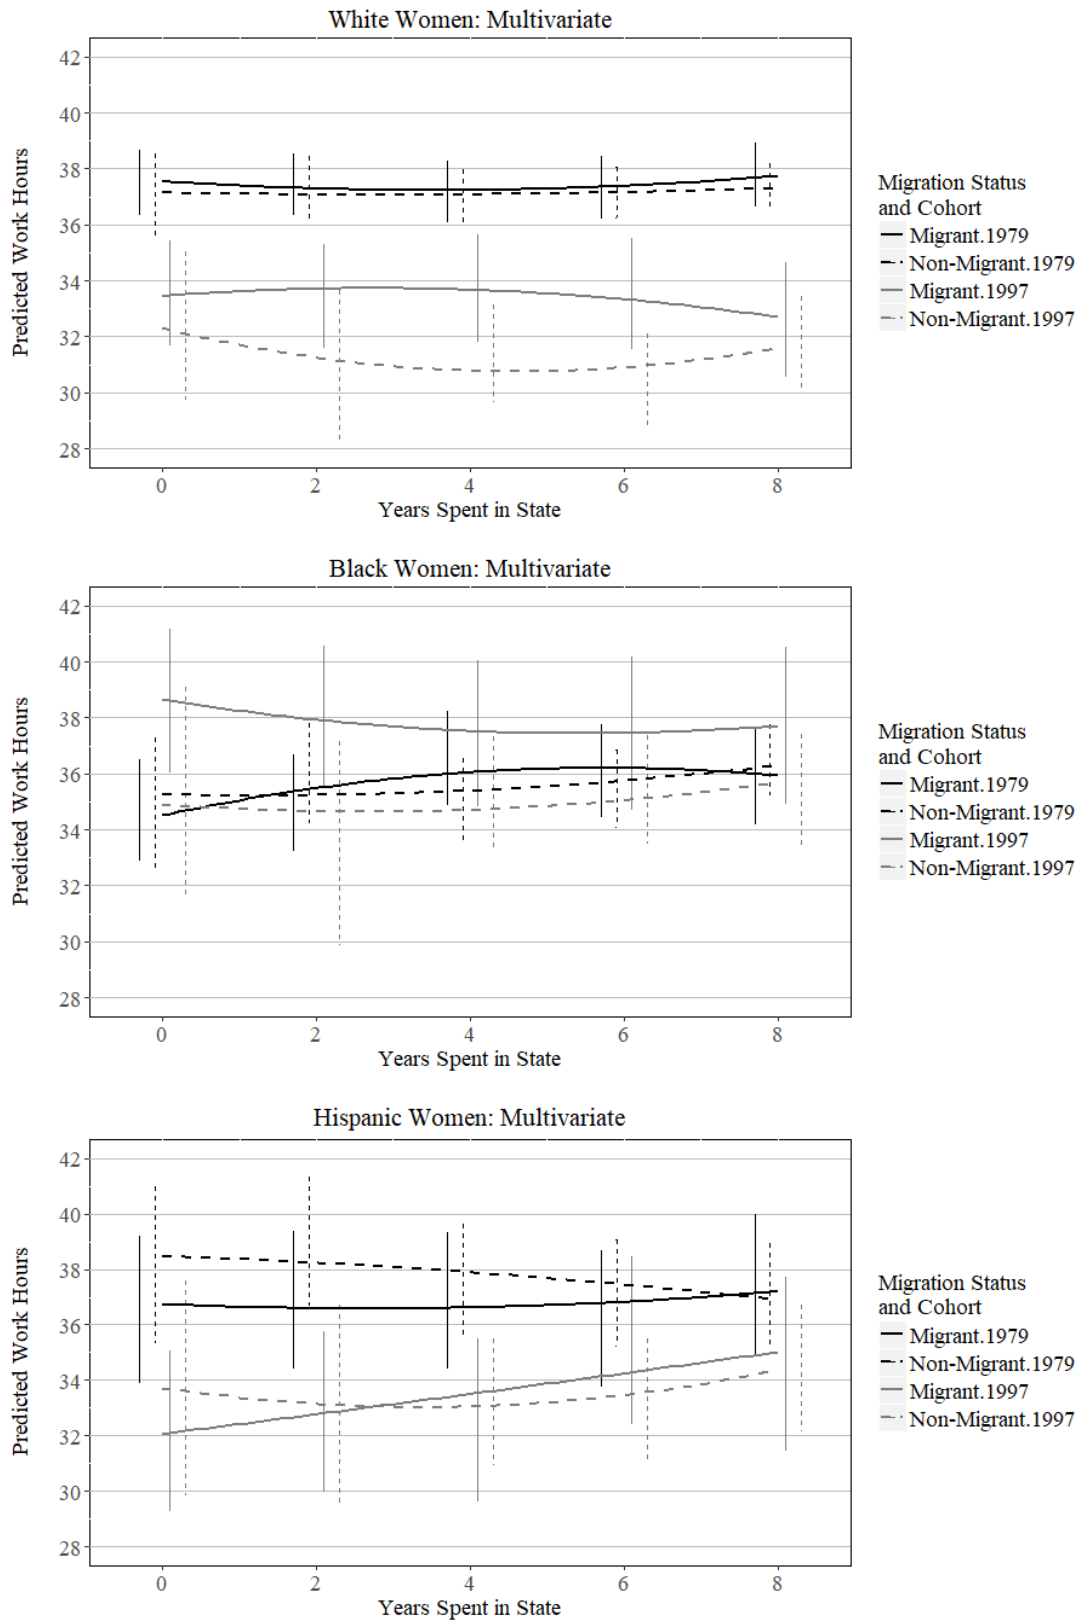 White Women: Multivariate
42
40
38
36
34
32
30
28
Predicted Work Hours
0 2 4 6 8
Years Spent in State
Migration Status
and Cohort
Migrant.1979
Non-Migrant.1979
Migrant.1997
Non-Migrant.1997
Black Women: Multivariate
42
40
38
36
34
32
30
28
Predicted Work Hours
0 2 4 6 8
Years Spent in State
Migration Status
and Cohort
Migrant.1979
Non-Migrant.1979
Migrant.1997
Non-Migrant.1997
Hispanic Women: Multivariate
42
40
38
36
34
32
30
28
Predicted Work Hours
0 2 4 6 8
Years Spent in State
Migration Status
and Cohort
Migrant.1979
Non-Migrant.1979
Migrant.1997
Non-Migrant.1997